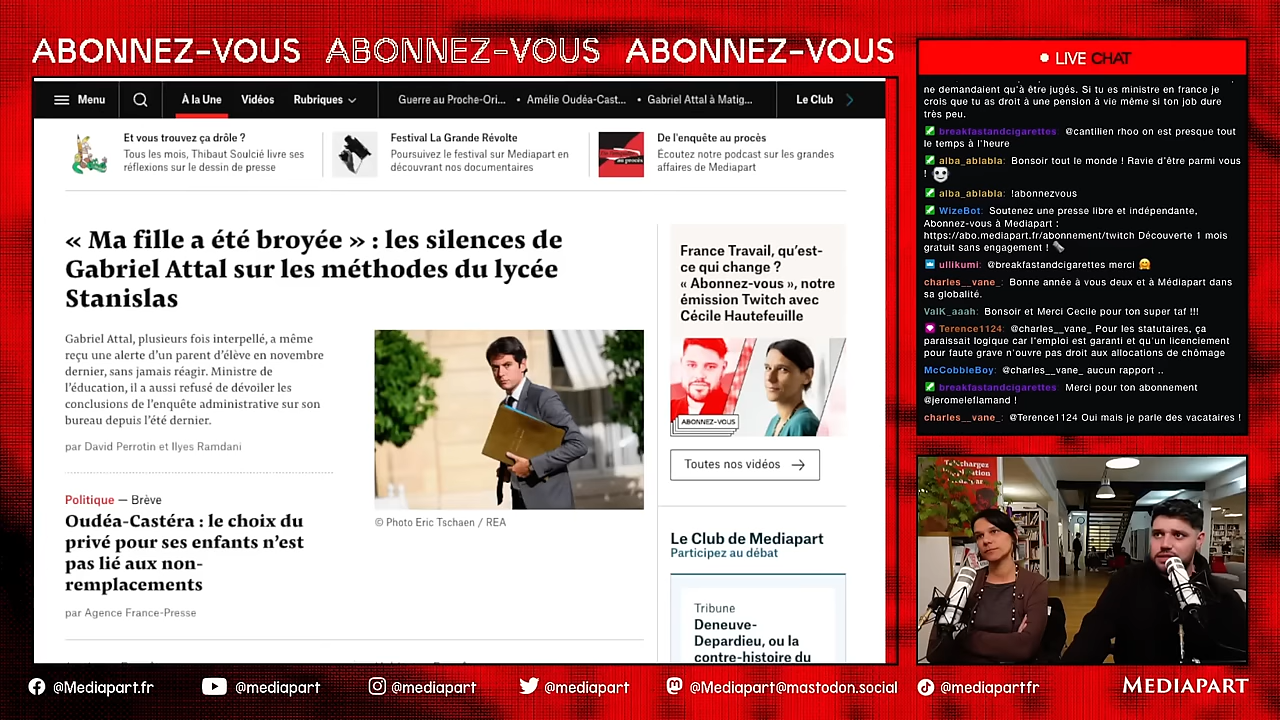 ABONNEZ-VOUS ABONNEZ-VOUS ABONNEZ-VOUS
Menu
À la Une
Vidéos
Rubriques
Guerre au Proche-Ori...
• Amélie Oudéa-Cast...
• Gabriel Attal à Matig...
Le Club
Et vous trouvez ça drôle ?
Tous les mois, Thibaut Soulcié livre ses
réflexions sur le dessin de presse
Festival La Grande Révolte
Poursuivez le festival sur Mediapart en
découvrant nos documentaires
De l'enquête au procès
Écoutez notre podcast sur les grandes
affaires de Mediapart
« Ma fille a été broyée » : les silences de
Gabriel Attal sur les méthodes du lycée
Stanislas
Gabriel Attal, plusieurs fois interpellé, a même
reçu une alerte d'un parent d'élève en novembre
dernier, sans jamais réagir. Ministre de
l'éducation, il a aussi refusé de dévoiler les
conclusions de l'enquête administrative sur son
bureau depuis l'été dernier.
par David Perrotin et Ilyes Ramdani
© Photo Eric Tschaen / REA
Politique — Brève
Oudéa-Castéra : le choix du
privé pour ses enfants n'est
pas lié aux non-
remplacements
par Agence France-Presse
France Travail, qu'est-
ce qui change ?
« Abonnez-vous », notre
émission Twitch avec
Cécile Hautefeuille
ABONNEZ-VOUS
Toutes nos vidéos
Le Club de Mediapart
Participez au débat
Tribune
Deneuve-
Depardieu, ou la
contre-histoire du
LIVE CHAT
ne demandaient qu'à être jugés. Si tu es ministre en france je
crois que tu as droit à une pension à vie même si ton job dure
très peu.
breakfastandcigarettes: @cantilien rhoo on est presque tout
le temps à l'heure
alba_ablabla: Bonsoir tout le monde ! Ravie d'être parmi vous
!
alba_ablabla: !abonnezvous
WizeBot: Soutenez une presse libre et indépendante,
Abonnez-vous à Mediapart :
https://abo.mediapart.fr/abonnement/twitch Découverte 1 mois
gratuit sans engagement !
ullikumi: @breakfastandcigarettes merci
charles__vane_: Bonne année à vous deux et à Médiapart dans
sa globalité.
ValK_aaah: Bonsoir et Merci Cecile pour ton super taf !!!
Terence1124: @charles__vane_ Pour les statutaires, ça
paraissait logique car l'emploi est garanti et qu'un licenciement
pour faute grave n'ouvre pas droit aux allocations de chômage
McCobbleBoy: @charles__vane_ aucun rapport ..
breakfastandcigarettes: Merci pour ton abonnement
@jeromeleflamand !
charles__vane_: @Terence1124 Oui mais je parle des vacataires !
@Mediapart.fr
@mediapart
@mediapart
@mediapart
@Mediapart@mastodon.social
@mediapartfr
MEDIAPART